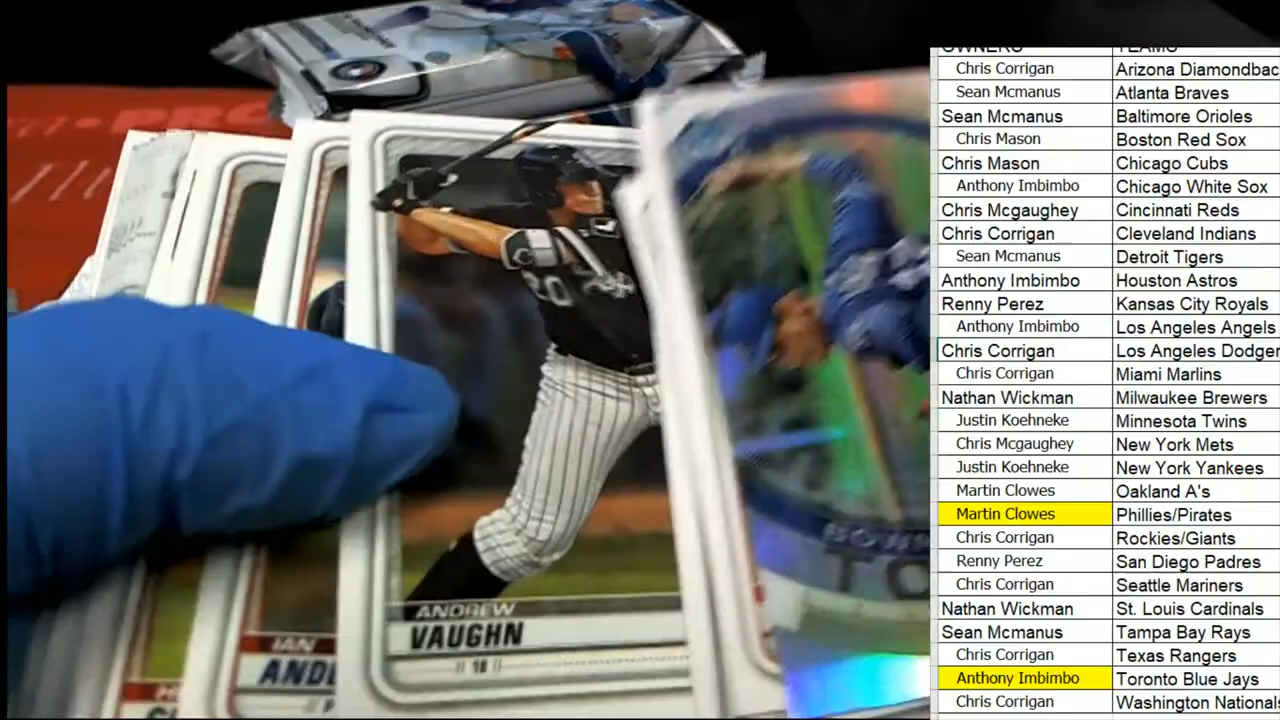 OWNERS TEAMS
Chris Corrigan Arizona Diamondbac
Sean Mcmanus Atlanta Braves
Sean Mcmanus Baltimore Orioles
Chris Mason Boston Red Sox
Chris Mason Chicago Cubs
Anthony Imbimbo Chicago White Sox
Chris Mcgaughey Cincinnati Reds
Chris Corrigan Cleveland Indians
Sean Mcmanus Detroit Tigers
Anthony Imbimbo Houston Astros
Renny Perez Kansas City Royals
Anthony Imbimbo Los Angeles Angels
Chris Corrigan Los Angeles Dodger
Chris Corrigan Miami Marlins
Nathan Wickman Milwaukee Brewers
Justin Koehneke Minnesota Twins
Chris Mcgaughey New York Mets
Justin Koehneke New York Yankees
Martin Clowes Oakland A's
Martin Clowes Phillies/Pirates
Chris Corrigan Rockies/Giants
Renny Perez San Diego Padres
Chris Corrigan Seattle Mariners
Nathan Wickman St. Louis Cardinals
Sean Mcmanus Tampa Bay Rays
Chris Corrigan Texas Rangers
Anthony Imbimbo Toronto Blue Jays
Chris Corrigan Washington Nationals
20
ANDREW
VAUGHN
IAN
AND
BOWM
TO